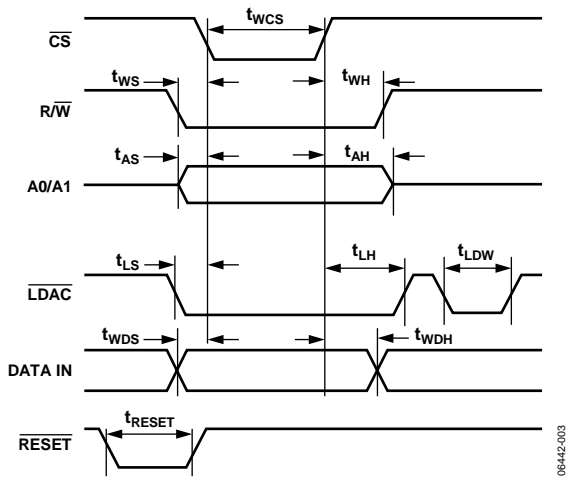 CS
tWCS
tWS
tWH
R/W
tAS
tAH
A0/A1
tLS
tLH
tLDW
LDAC
tWDS
tWDH
DATA IN
tRESET
RESET
06442-003